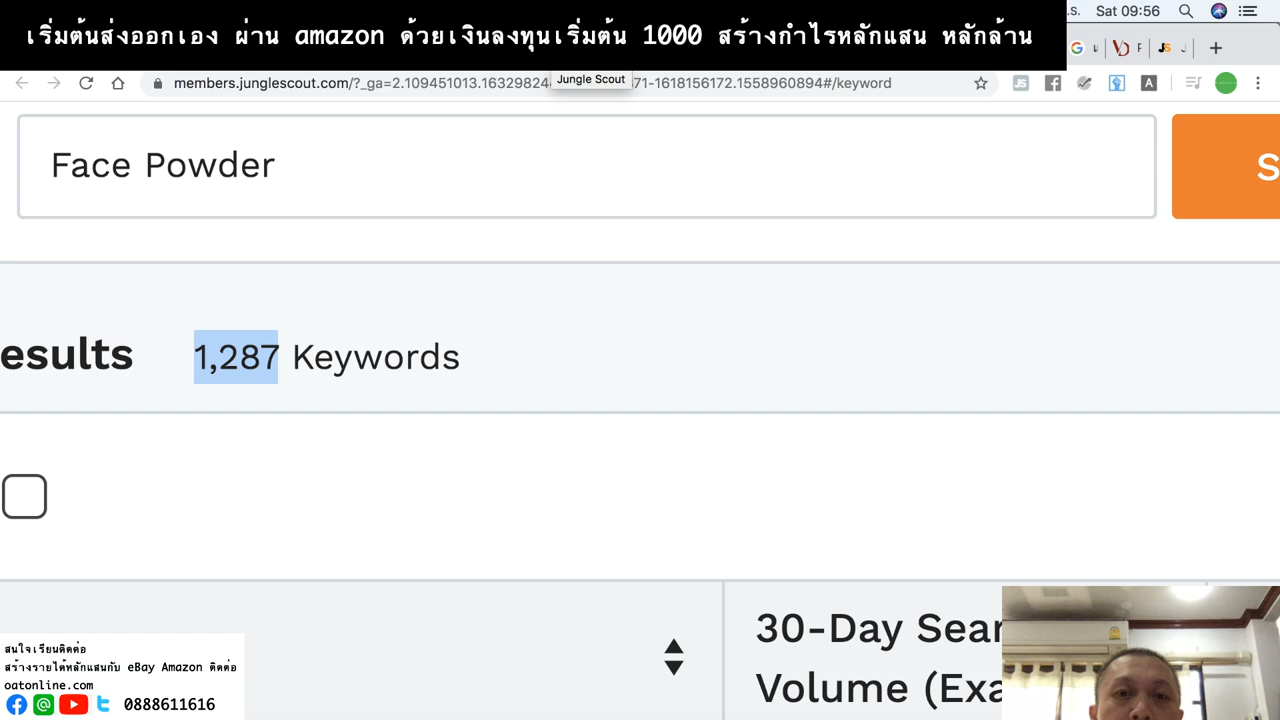 เริ่มต้นส่งออกเอง ผ่าน amazon ด้วยเงินลงทุนเริ่มต้น 1000 สร้างกำไรหลักแสน หลักล้าน
Sat 09:56
members.junglescout.com/?_ga=2.109451013.16329824
571-1618156172.1558960894#/keyword
Jungle Scout
Face Powder
S
esults 1,287 Keywords
30-Day Sear
Volume (Exa
สนใจเรียนติดต่อ
สร้างรายได้หลักแสนกับ eBay Amazon ติดต่อ
oatonline.com
0888611616